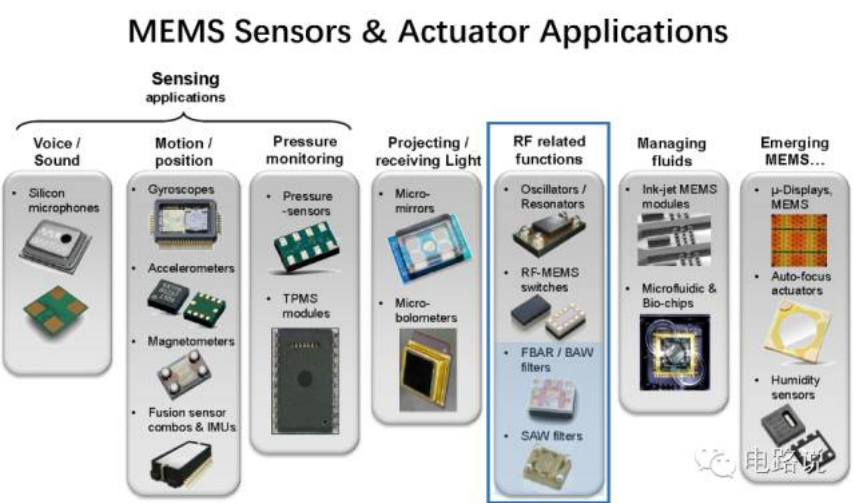 MEMS Sensors & Actuator Applications
Sensing
applications
Voice /
Sound
• Silicon
microphones
Motion /
position
• Gyroscopes
• Accelerometers
• Magnetometers
• Fusion sensor
combos & IMUs
Pressure
monitoring
• Pressure
-sensors
• TPMS
modules
Projecting /
receiving Light
• Micro-
mirrors
• Micro-
bolometers
RF related
functions
• Oscillators /
Resonators
• RF-MEMS
switches
• FBAR / BAW
filters
• SAW filters
Managing
fluids
• Ink-jet MEMS
modules
• Microfluidic &
Bio-chips
Emerging
MEMS...
• µ-Displays,
MEMS
• Auto-focus
actuators
• Humidity
sensors
电路说